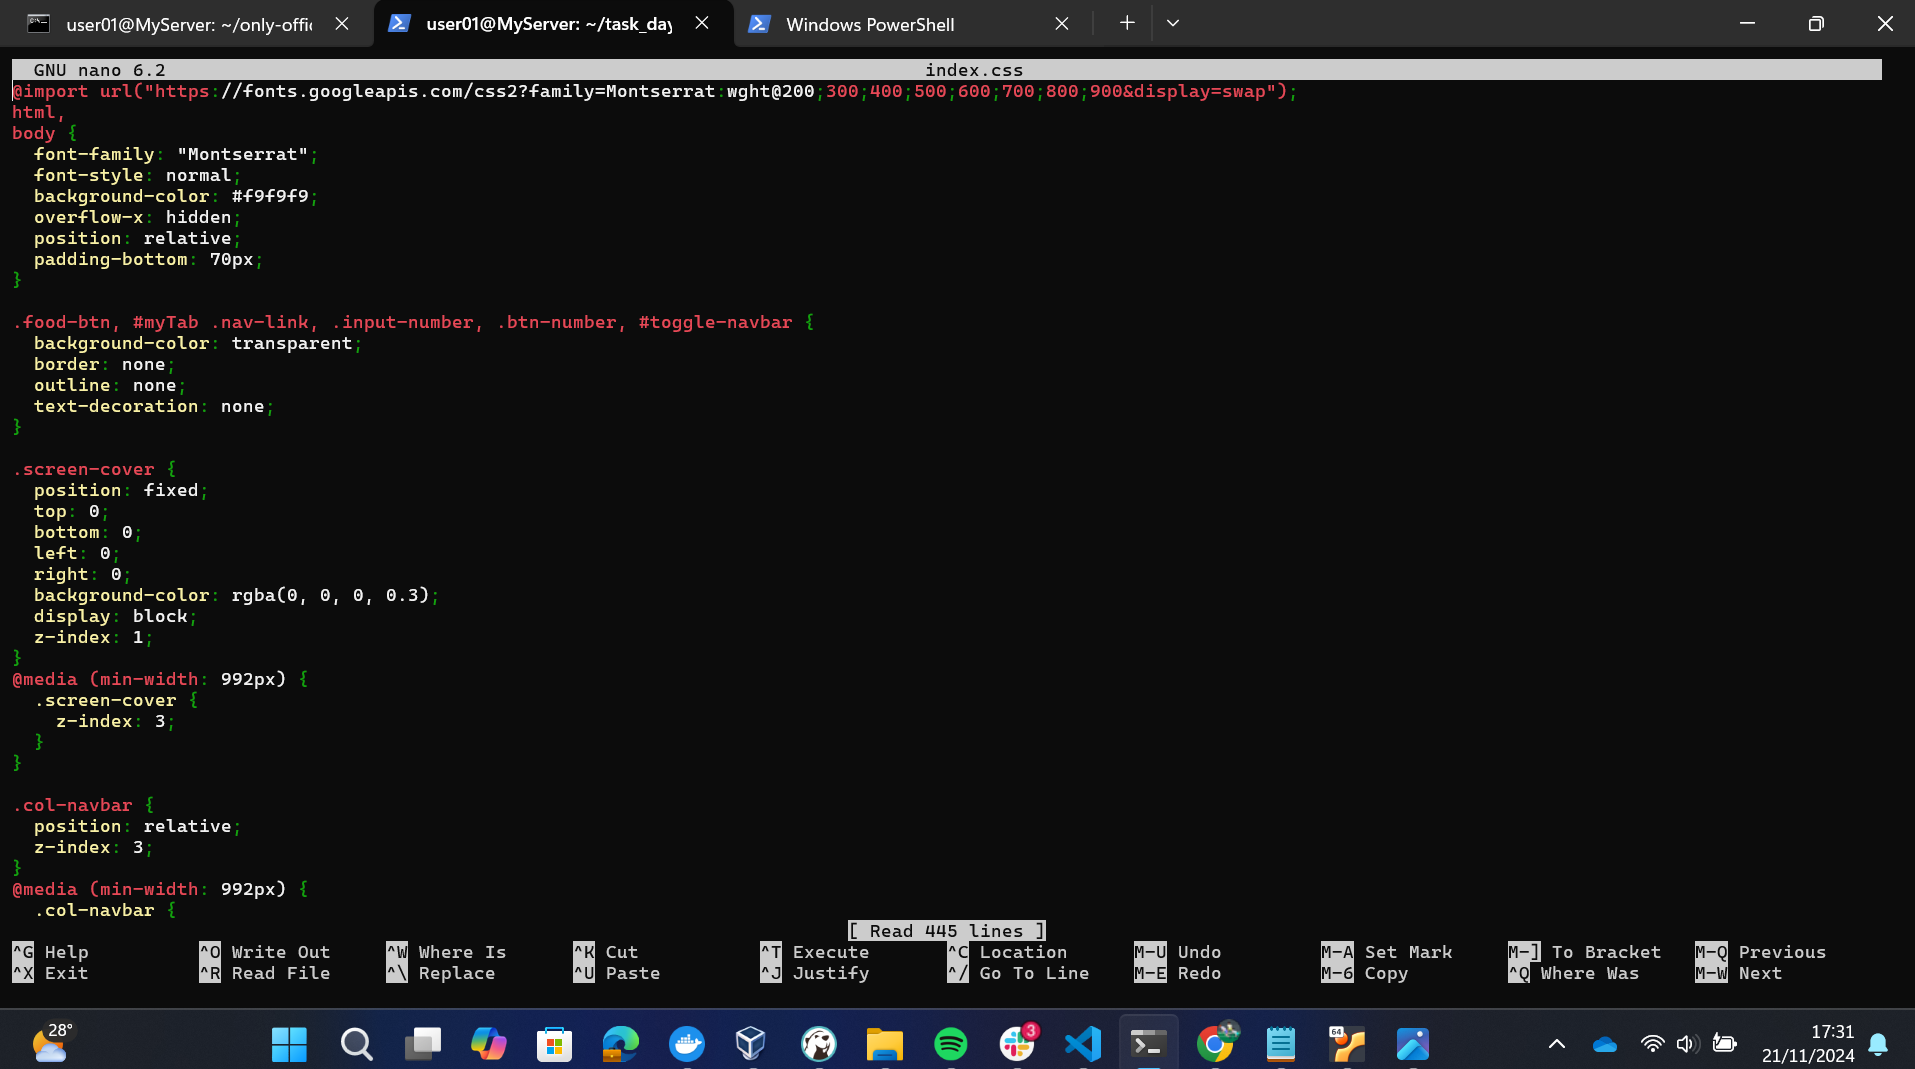 user01@MyServer: ~/only-offic
user01@MyServer: ~/task_day
Windows PowerShell
GNU nano 6.2 index.css
@import url("https://fonts.googleapis.com/css2?family=Montserrat:wght@200;300;400;500;600;700;800;900&display=swap");
html,
body {
  font-family: "Montserrat";
  font-style: normal;
  background-color: #f9f9f9;
  overflow-x: hidden;
  position: relative;
  padding-bottom: 70px;
}
.food-btn, #myTab .nav-link, .input-number, .btn-number, #toggle-navbar {
  background-color: transparent;
  border: none;
  outline: none;
  text-decoration: none;
}
.screen-cover {
  position: fixed;
  top: 0;
  bottom: 0;
  left: 0;
  right: 0;
  background-color: rgba(0, 0, 0, 0.3);
  display: block;
  z-index: 1;
}
@media (min-width: 992px) {
  .screen-cover {
    z-index: 3;
  }
}
.col-navbar {
  position: relative;
  z-index: 3;
}
@media (min-width: 992px) {
  .col-navbar {
[ Read 445 lines ]
^G Help ^O Write Out ^W Where Is ^K Cut ^T Execute ^C Location M-U Undo M-A Set Mark M-] To Bracket M-Q Previous
^X Exit ^R Read File ^\ Replace ^U Paste ^J Justify ^/ Go To Line M-E Redo M-6 Copy ^Q Where Was M-W Next
28°
3
64
17:31
21/11/2024